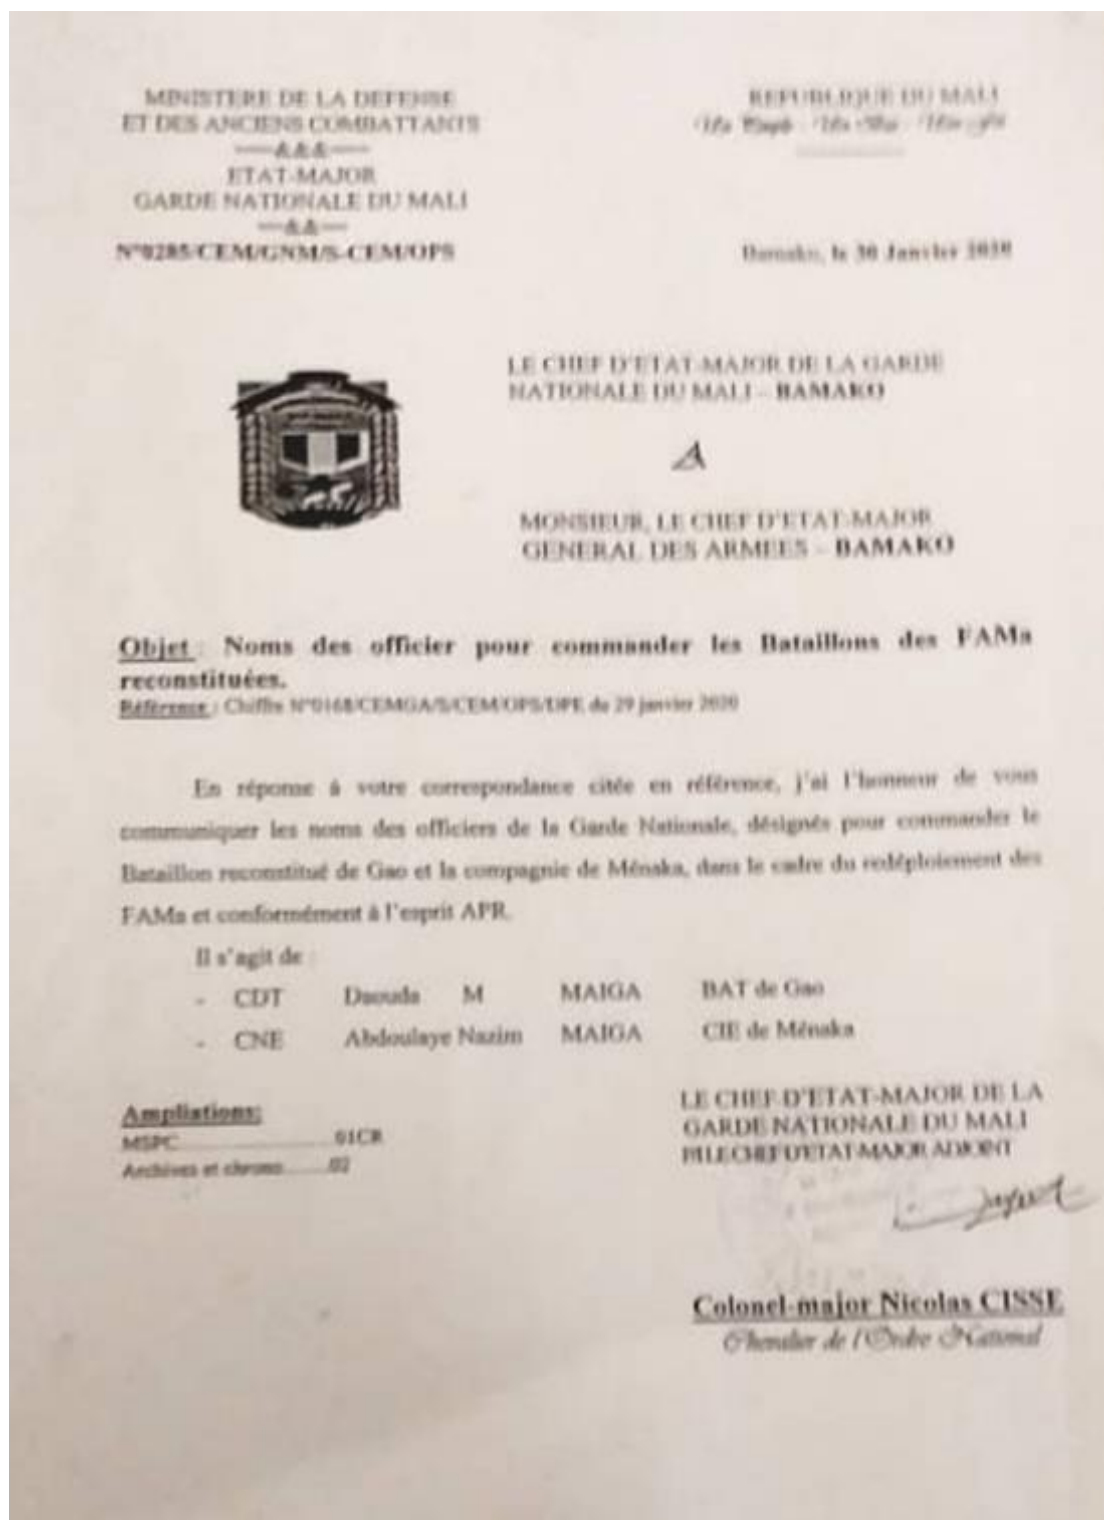 MINISTERE DE LA DEFENSE
ET DES ANCIENS COMBATTANTS
&&&
ETAT-MAJOR
GARDE NATIONALE DU MALI
&&
N°0285/CEM/GNM/S-CEM/OPS
REPUBLIQUE DU MALI
Un Peuple - Un But - Une Foi
Bamako, le 30 Janvier 2020
LE CHEF D'ETAT-MAJOR DE LA GARDE
NATIONALE DU MALI – BAMAKO
A
MONSIEUR, LE CHEF D'ETAT-MAJOR
GENERAL DES ARMEES – BAMAKO
Objet : Noms des officier pour commander les Bataillons des FAMa
reconstituées.
Référence : Chiffre N°0168/CEMGA/S/CEM/OPS/DPE du 29 janvier 2020
En réponse à votre correspondance citée en référence, j'ai l'honneur de vous
communiquer les noms des officiers de la Garde Nationale, désignés pour commander le
Bataillon reconstitué de Gao et la compagnie de Ménaka, dans le cadre du redéploiement des
FAMa et conformément à l'esprit APR.
Il s'agit de :
- CDT Daouda M MAIGA BAT de Gao
- CNE Abdoulaye Nazim MAIGA CIE de Ménaka
Ampliations:
MSPC..................01CR
Archives et chrono.........02
LE CHEF D'ETAT-MAJOR DE LA
GARDE NATIONALE DU MALI
P/I LE CHEF D'ETAT-MAJOR ADJOINT
Colonel-major Nicolas CISSE
Chevalier de l'Ordre National